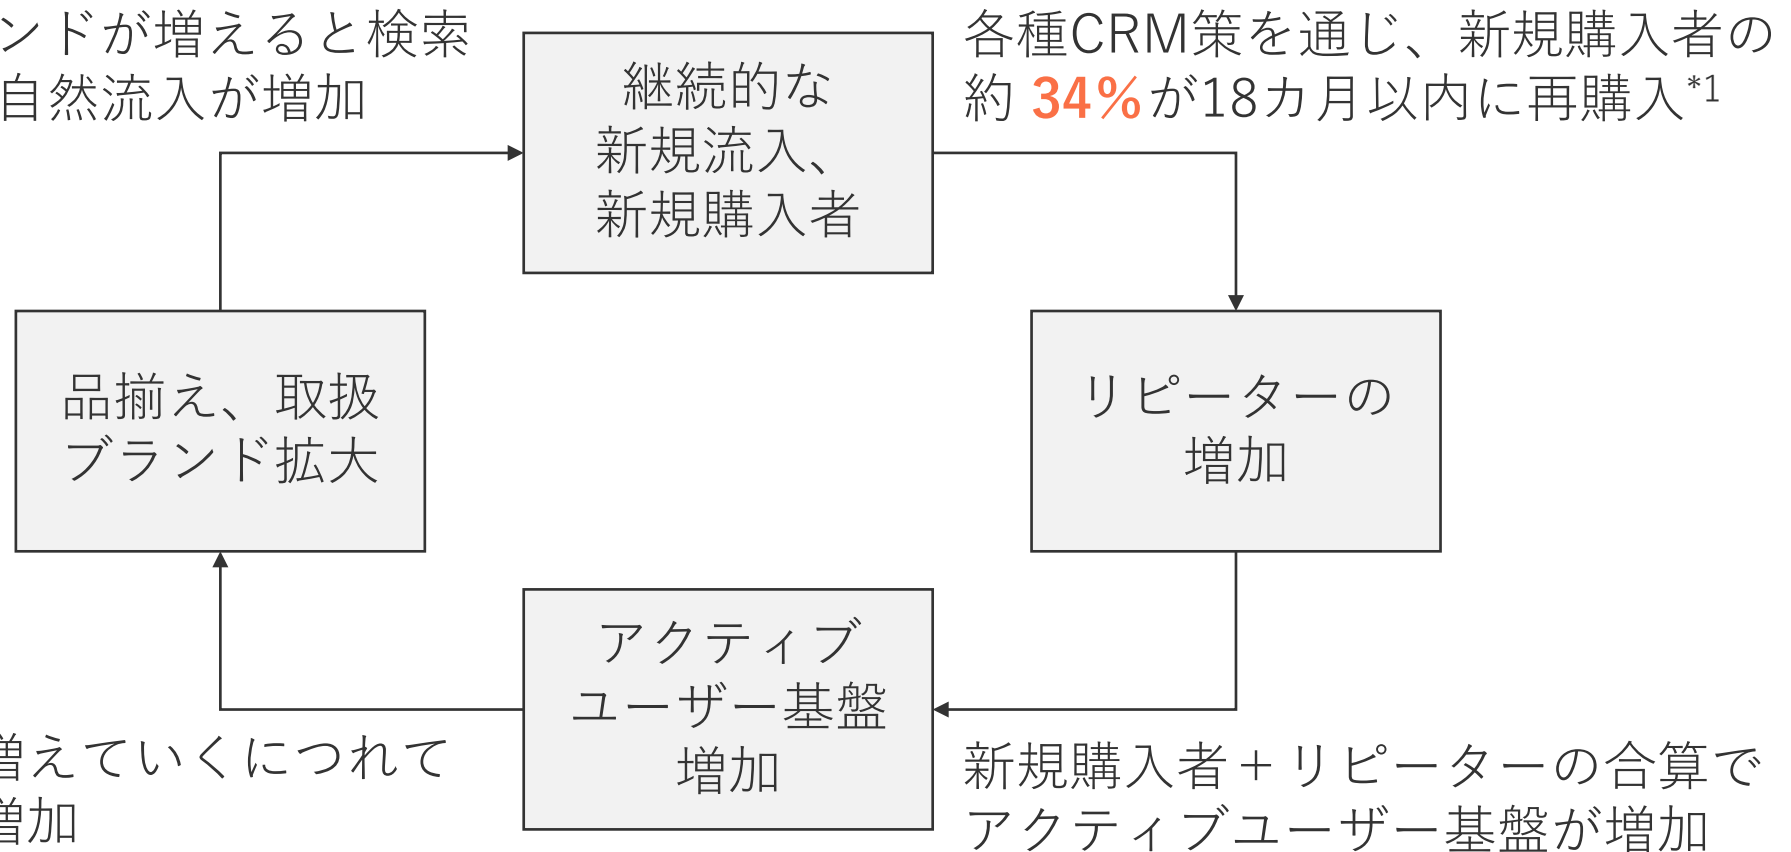 ンドが増えると検索
自然流入が増加
継続的な
新規流入、
新規購入者
各種CRM策を通じ、新規購入者の
約 34%が18カ月以内に再購入*1
品揃え、取扱
ブランド拡大
リピーターの
増加
アクティブ
ユーザー基盤
増加
増えていくにつれて
増加
新規購入者＋リピーターの合算で
アクティブユーザー基盤が増加